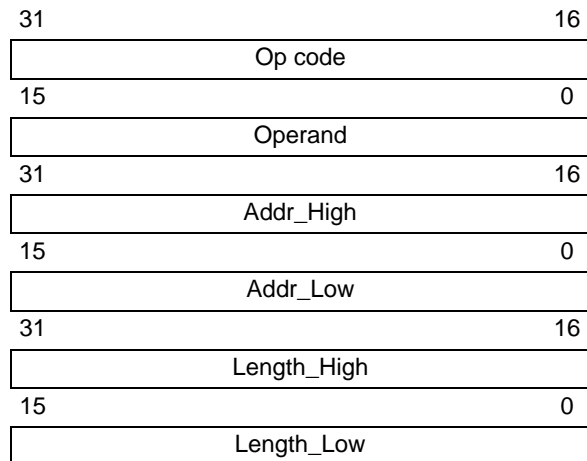 31 16
Op code
15 0
Operand
31 16
Addr_High
15 0
Addr_Low
31 16
Length_High
15 0
Length_Low